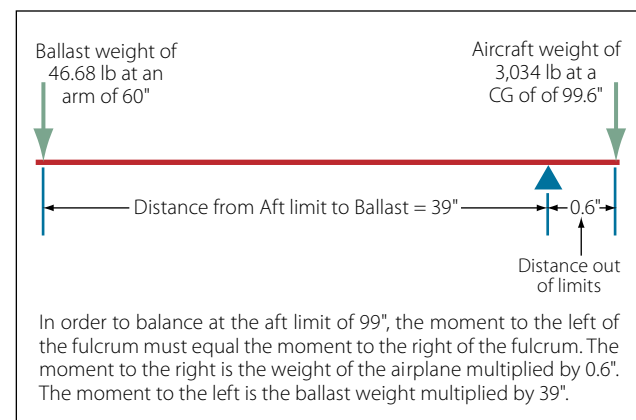 Ballast weight of
46.68 lb at an
arm of 60"
Aircraft weight of
3,034 lb at a
CG of of 99.6"
Distance from Aft limit to Ballast = 39"
0.6"
Distance out
of limits
In order to balance at the aft limit of 99", the moment to the left of
the fulcrum must equal the moment to the right of the fulcrum. The
moment to the right is the weight of the airplane multiplied by 0.6".
The moment to the left is the ballast weight multiplied by 39".